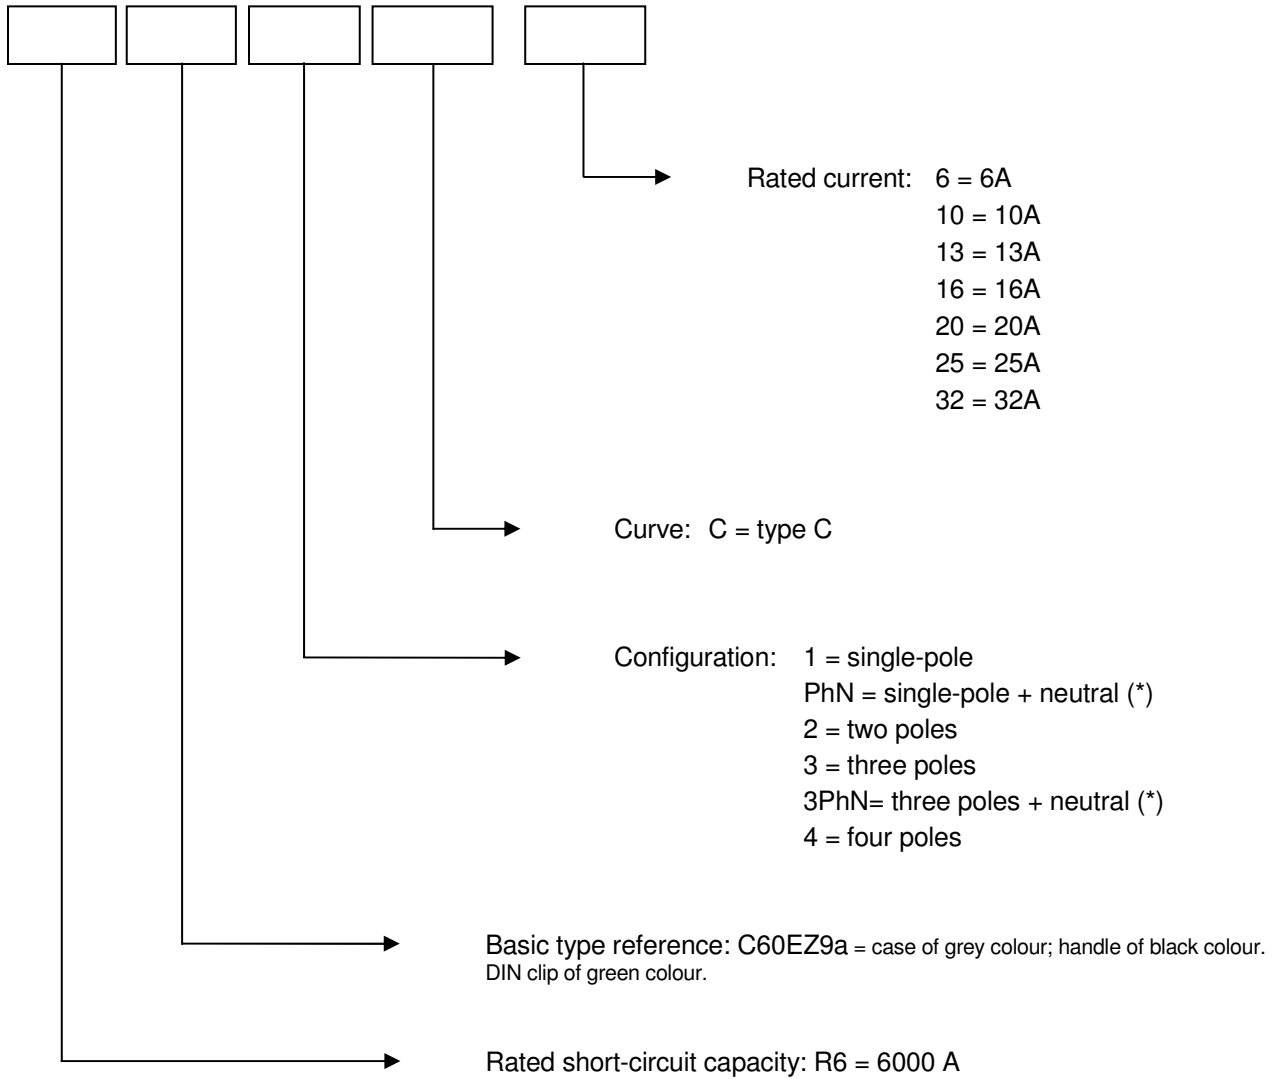 Rated current: 6 = 6A
10 = 10A
13 = 13A
16 = 16A
20 = 20A
25 = 25A
32 = 32A
Curve: C = type C
Configuration: 1 = single-pole
PhN = single-pole + neutral (*)
2 = two poles
3 = three poles
3PhN= three poles + neutral (*)
4 = four poles
Basic type reference: C60EZ9a = case of grey colour; handle of black colour.
DIN clip of green colour.
Rated short-circuit capacity: R6 = 6000 A